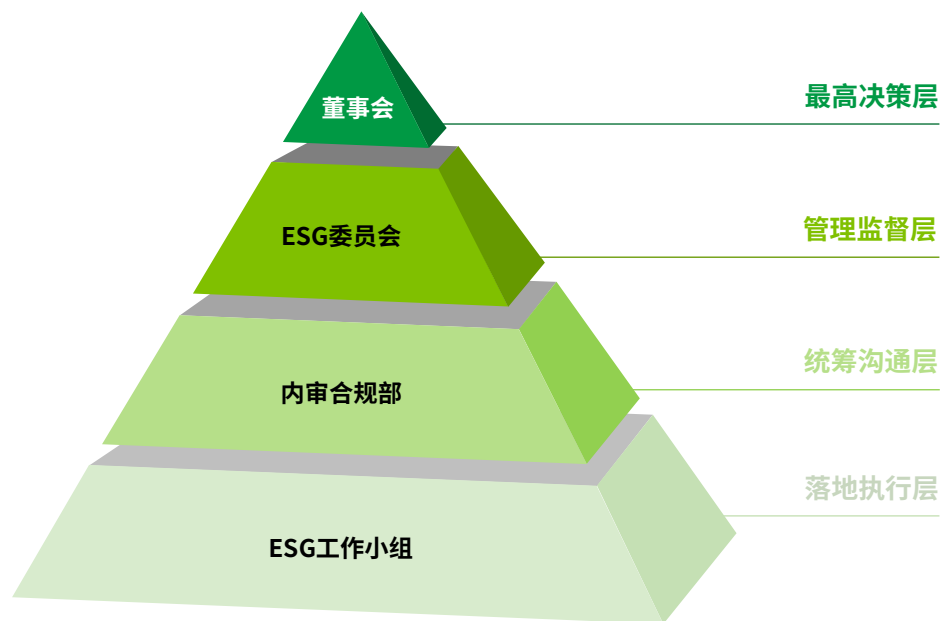 董事会
最高决策层
ESG委员会
管理监督层
内审合规部
统筹沟通层
ESG工作小组
落地执行层